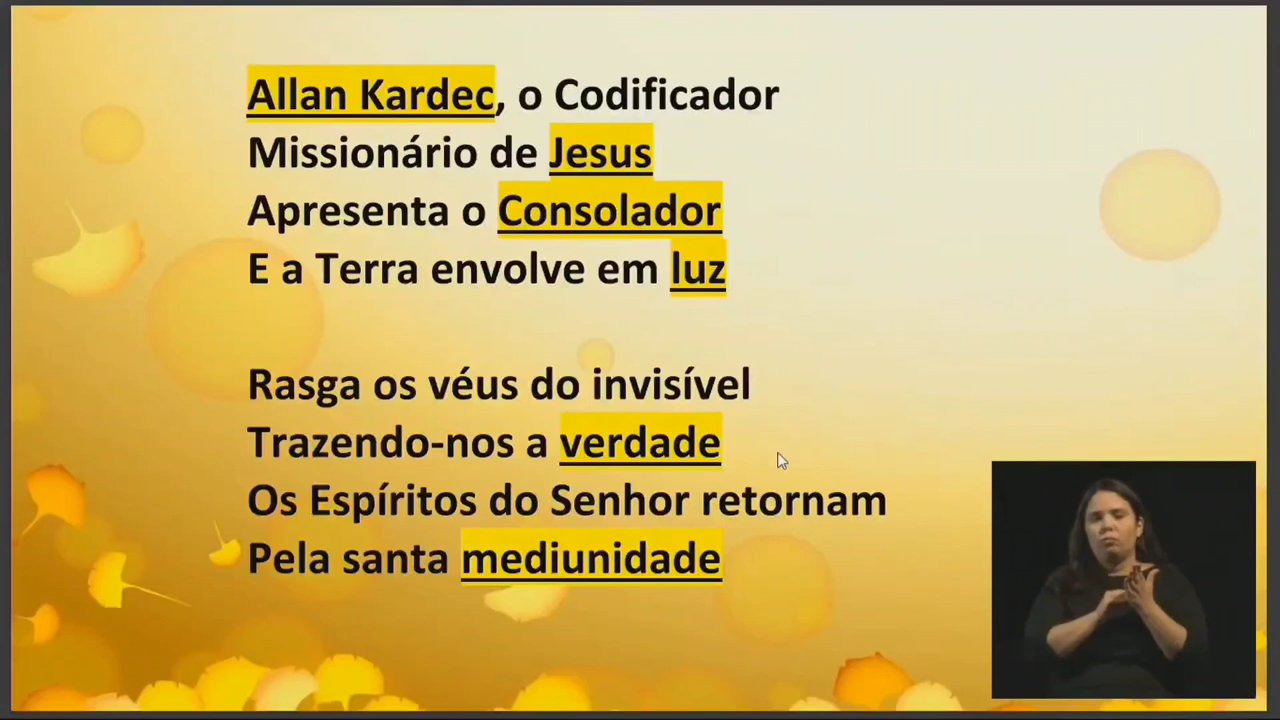 Allan Kardec, o Codificador
Missionário de Jesus
Apresenta o Consolador
E a Terra envolve em luz
Rasga os véus do invisível
Trazendo-nos a verdade
Os Espíritos do Senhor retornam
Pela santa mediunidade